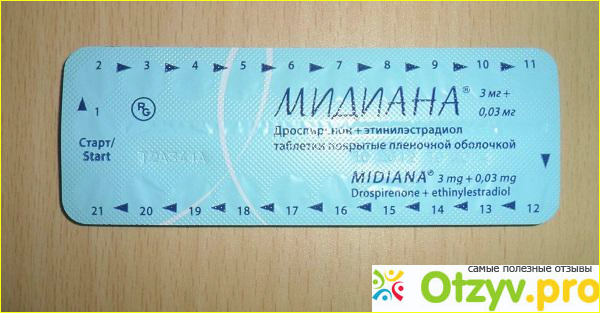 2 3 4 5 6 7 8 9 10 11
1
RG
МИДИАНА® 3 мг +
0,03 мг
Старт/
Start
Дроспиренон + этинилэстрадиол
таблетки покрытые пленочной оболочкой
MIDIANA® 3 mg + 0,03 mg
Drospirenone + ethinylestradiol
21 20 19 18 17 16 15 14 13 12
самые полезные отзывы
Otzyv.pro